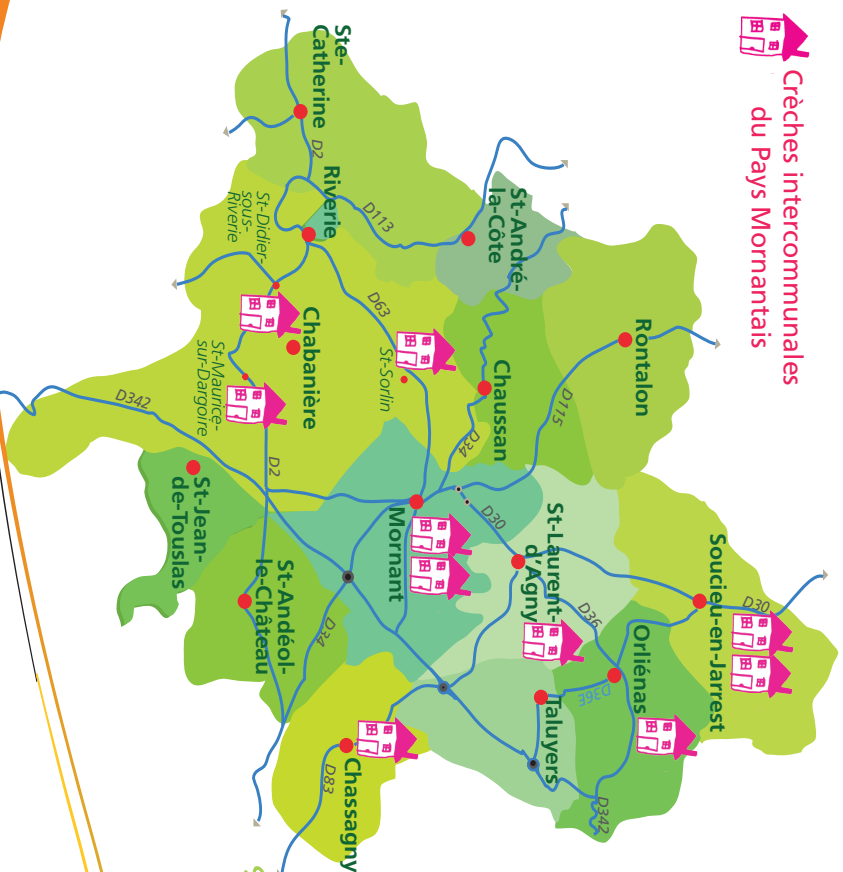 Crèches intercommunales
du Pays Mornantais
Soucieu-en-Jarrest
D30
Rontalon
Orliénas
D342
D36
D36E
D115
St-Laurent-
d'Agny
Taluyers
St-André-
la-Côte
Chaussan
D30
D34
Mornant
D113
D63
St-Sorlin
Ste-
Catherine
D2
Riverie
Chabanière
St-Didier-
sous-
Riverie
St-Maurice-
sur-Dargoire
D2
D34
D83
Chassagny
St-Andéol-
le-Château
St-Jean-
de-Touslas
D342